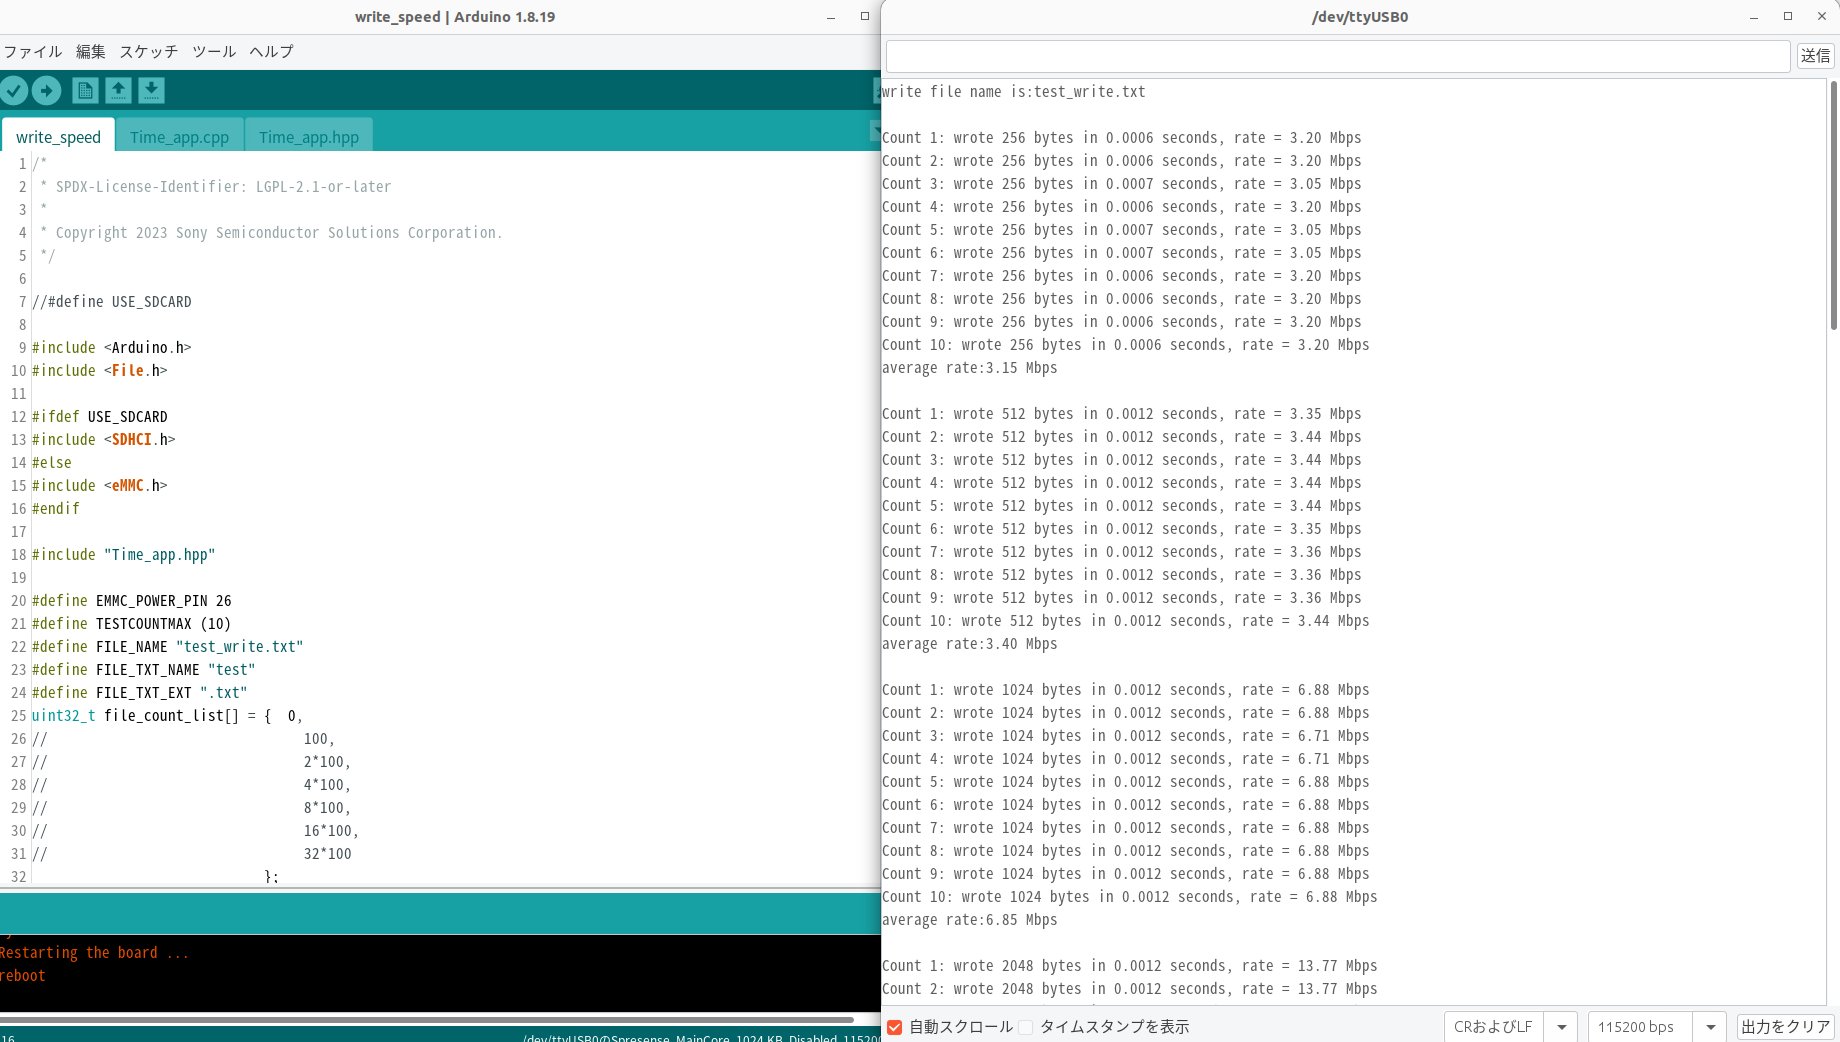 write_speed | Arduino 1.8.19
ファイル 編集 スケッチ ツール ヘルプ
write_speed Time_app.cpp Time_app.hpp
1 /*
2 * SPDX-License-Identifier: LGPL-2.1-or-later
3 *
4 * Copyright 2023 Sony Semiconductor Solutions Corporation.
5 */
6
7 //#define USE_SDCARD
8
9 #include <Arduino.h>
10 #include <File.h>
11
12 #ifdef USE_SDCARD
13 #include <SDHCI.h>
14 #else
15 #include <eMMC.h>
16 #endif
17
18 #include "Time_app.hpp"
19
20 #define EMMC_POWER_PIN 26
21 #define TESTCOUNTMAX (10)
22 #define FILE_NAME "test_write.txt"
23 #define FILE_TXT_NAME "test"
24 #define FILE_TXT_EXT ".txt"
25 uint32_t file_count_list[] = { 0,
26 // 100,
27 // 2*100,
28 // 4*100,
29 // 8*100,
30 // 16*100,
31 // 32*100
32 };
Restarting the board ...
reboot
16 /dev/ttyUSB0のSpresense, MainCore, 1024 KB, Disabled, 115200
/dev/ttyUSB0
送信
write file name is:test_write.txt
Count 1: wrote 256 bytes in 0.0006 seconds, rate = 3.20 Mbps
Count 2: wrote 256 bytes in 0.0006 seconds, rate = 3.20 Mbps
Count 3: wrote 256 bytes in 0.0007 seconds, rate = 3.05 Mbps
Count 4: wrote 256 bytes in 0.0006 seconds, rate = 3.20 Mbps
Count 5: wrote 256 bytes in 0.0007 seconds, rate = 3.05 Mbps
Count 6: wrote 256 bytes in 0.0007 seconds, rate = 3.05 Mbps
Count 7: wrote 256 bytes in 0.0006 seconds, rate = 3.20 Mbps
Count 8: wrote 256 bytes in 0.0006 seconds, rate = 3.20 Mbps
Count 9: wrote 256 bytes in 0.0006 seconds, rate = 3.20 Mbps
Count 10: wrote 256 bytes in 0.0006 seconds, rate = 3.20 Mbps
average rate:3.15 Mbps
Count 1: wrote 512 bytes in 0.0012 seconds, rate = 3.35 Mbps
Count 2: wrote 512 bytes in 0.0012 seconds, rate = 3.44 Mbps
Count 3: wrote 512 bytes in 0.0012 seconds, rate = 3.44 Mbps
Count 4: wrote 512 bytes in 0.0012 seconds, rate = 3.44 Mbps
Count 5: wrote 512 bytes in 0.0012 seconds, rate = 3.44 Mbps
Count 6: wrote 512 bytes in 0.0012 seconds, rate = 3.35 Mbps
Count 7: wrote 512 bytes in 0.0012 seconds, rate = 3.36 Mbps
Count 8: wrote 512 bytes in 0.0012 seconds, rate = 3.36 Mbps
Count 9: wrote 512 bytes in 0.0012 seconds, rate = 3.36 Mbps
Count 10: wrote 512 bytes in 0.0012 seconds, rate = 3.44 Mbps
average rate:3.40 Mbps
Count 1: wrote 1024 bytes in 0.0012 seconds, rate = 6.88 Mbps
Count 2: wrote 1024 bytes in 0.0012 seconds, rate = 6.88 Mbps
Count 3: wrote 1024 bytes in 0.0012 seconds, rate = 6.71 Mbps
Count 4: wrote 1024 bytes in 0.0012 seconds, rate = 6.71 Mbps
Count 5: wrote 1024 bytes in 0.0012 seconds, rate = 6.88 Mbps
Count 6: wrote 1024 bytes in 0.0012 seconds, rate = 6.88 Mbps
Count 7: wrote 1024 bytes in 0.0012 seconds, rate = 6.88 Mbps
Count 8: wrote 1024 bytes in 0.0012 seconds, rate = 6.88 Mbps
Count 9: wrote 1024 bytes in 0.0012 seconds, rate = 6.88 Mbps
Count 10: wrote 1024 bytes in 0.0012 seconds, rate = 6.88 Mbps
average rate:6.85 Mbps
Count 1: wrote 2048 bytes in 0.0012 seconds, rate = 13.77 Mbps
Count 2: wrote 2048 bytes in 0.0012 seconds, rate = 13.77 Mbps
自動スクロール タイムスタンプを表示 CRおよびLF 115200 bps 出力をクリア